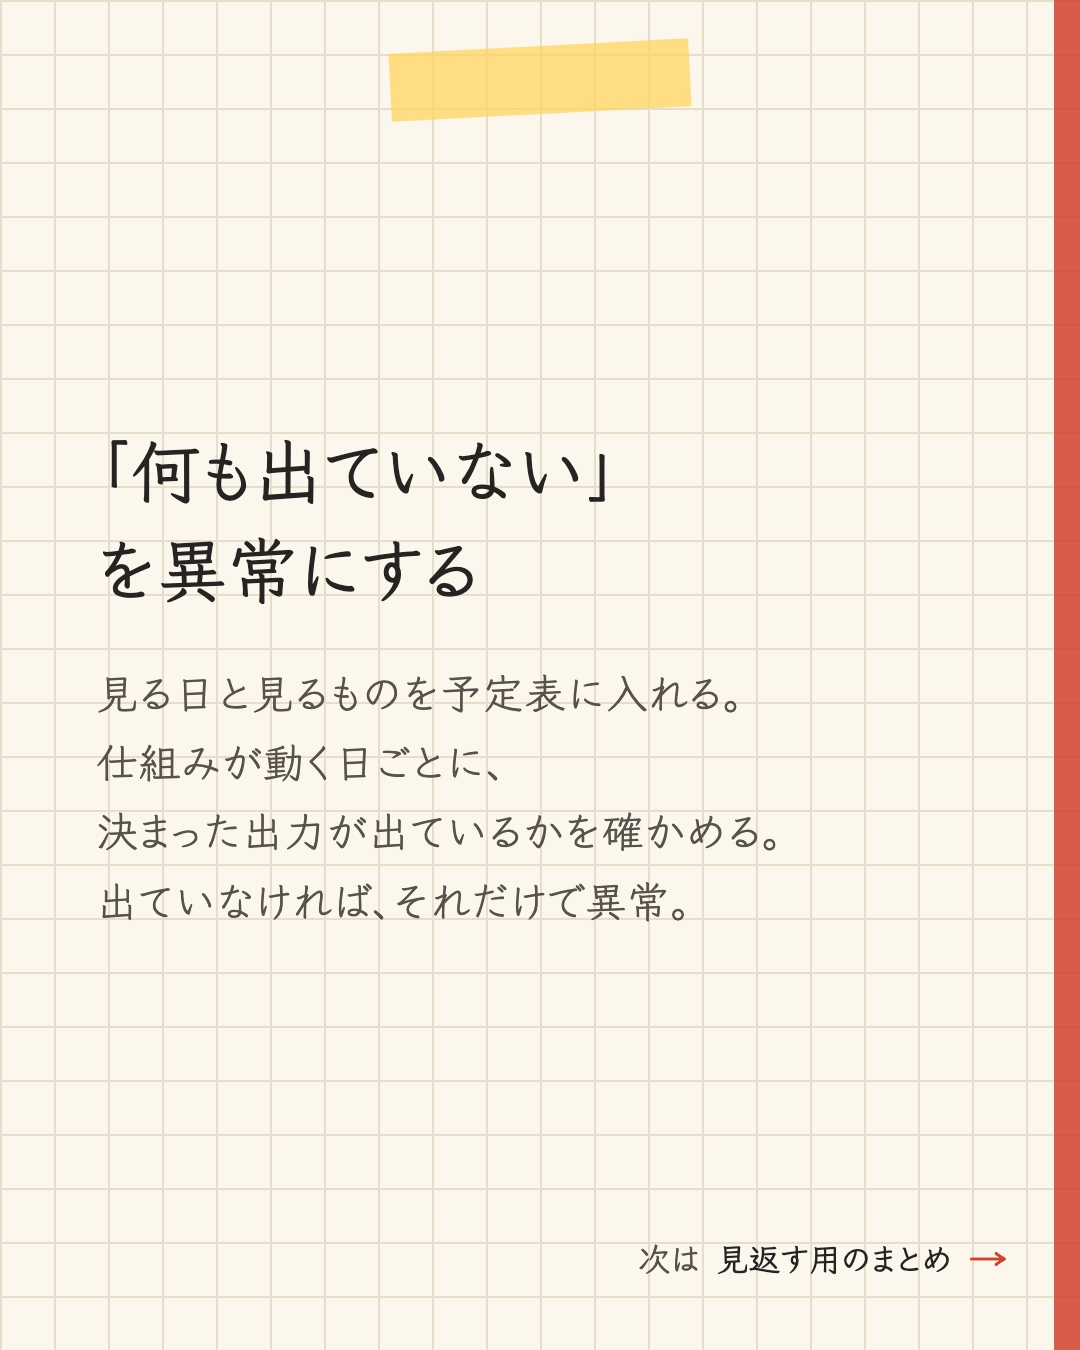 「何も出ていない」
を異常にする
見る日と見るものを予定表に入れる。
仕組みが動く日ごとに、
決まった出力が出ているかを確かめる。
出ていなければ、それだけで異常。
次は 見返す用のまとめ →